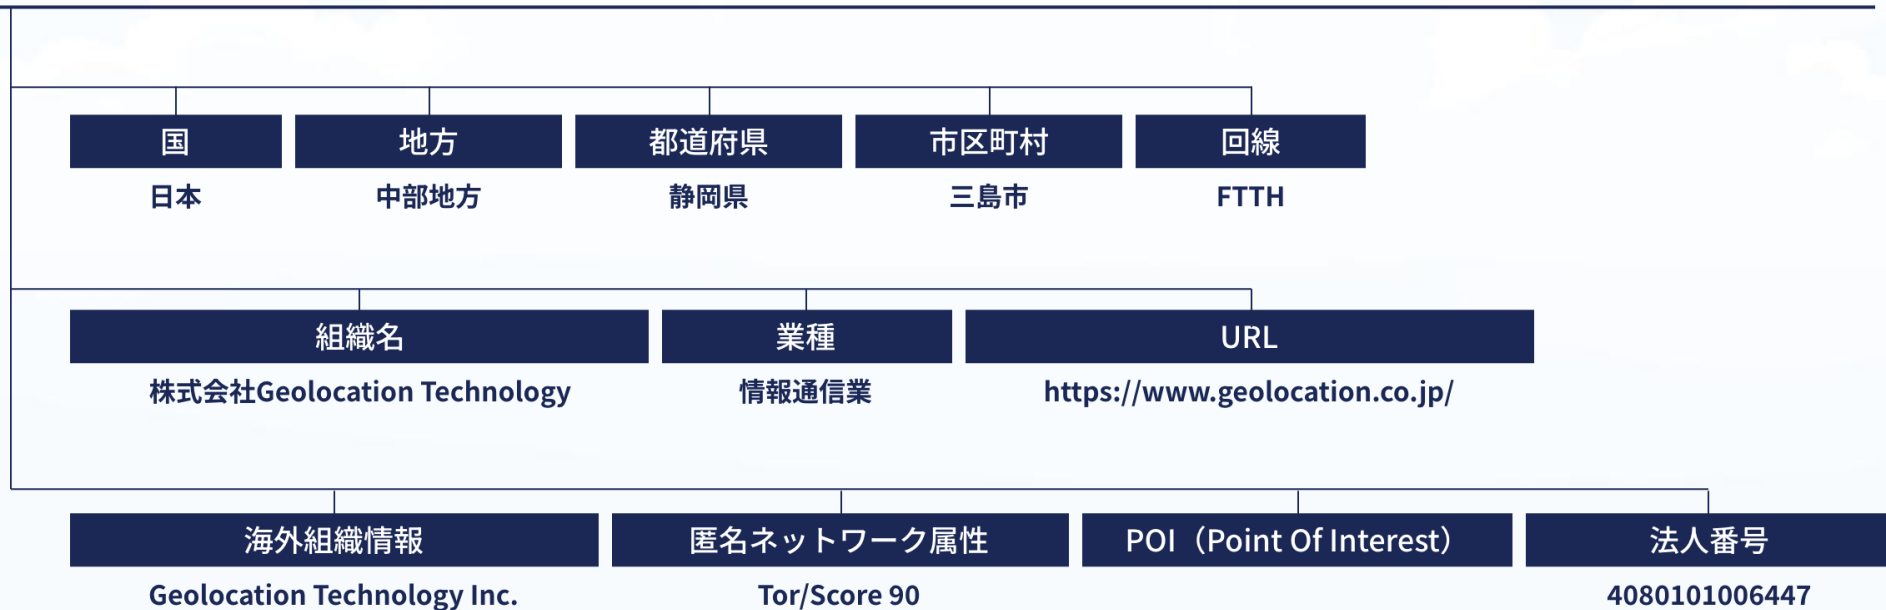 国 地方 都道府県 市区町村 回線
日本 中部地方 静岡県 三島市 FTTH
組織名 業種 URL
株式会社Geolocation Technology 情報通信業 https://www.geolocation.co.jp/
海外組織情報 匿名ネットワーク属性 POI（Point Of Interest） 法人番号
Geolocation Technology Inc. Tor/Score 90 4080101006447